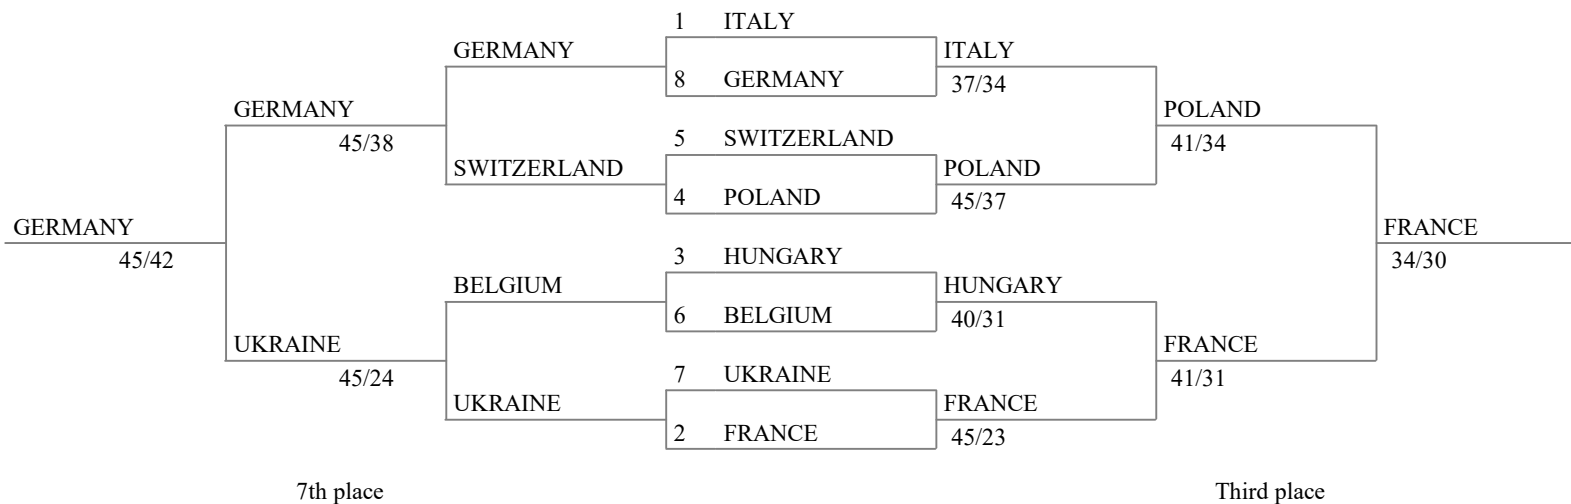 1 ITALY
GERMANY
ITALY
8 GERMANY
37/34
GERMANY
POLAND
45/38
5 SWITZERLAND
41/34
SWITZERLAND
POLAND
4 POLAND
45/37
GERMANY
FRANCE
45/42
3 HUNGARY
34/30
BELGIUM
HUNGARY
6 BELGIUM
40/31
UKRAINE
FRANCE
45/24
7 UKRAINE
41/31
UKRAINE
FRANCE
2 FRANCE
45/23
7th place
Third place